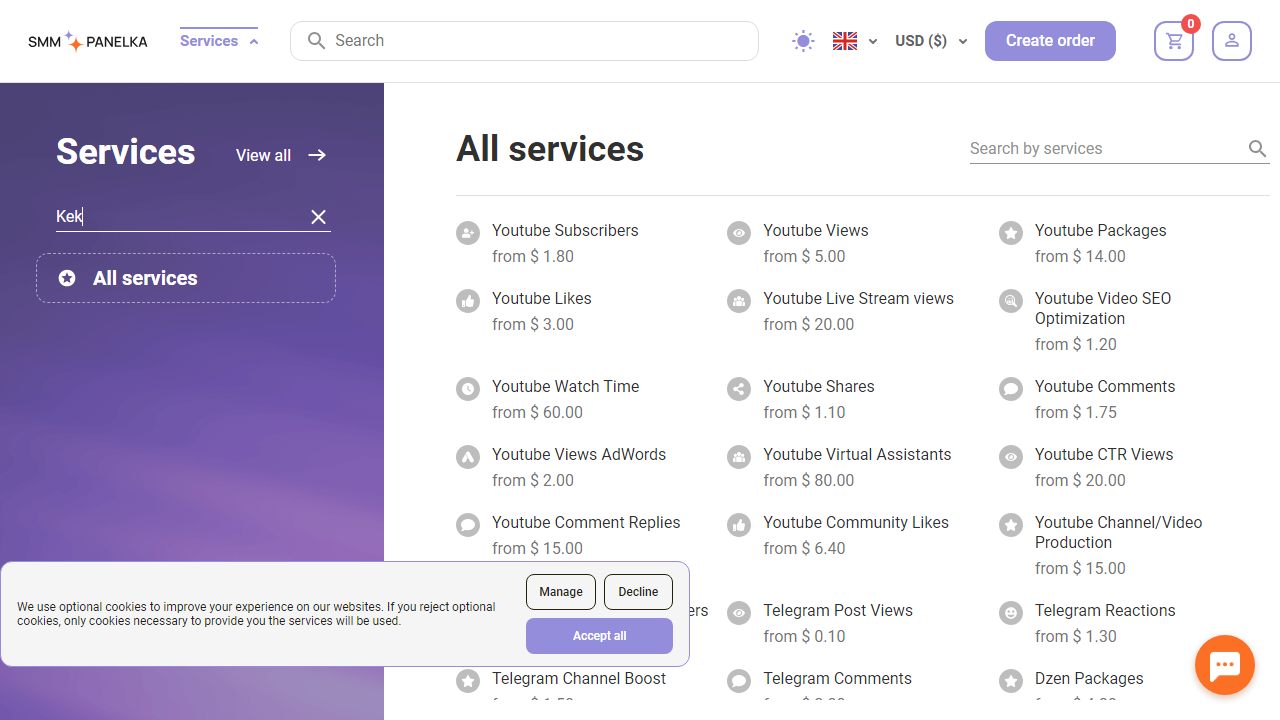 SMM PANELKA
Services
Search
USD ($)
Create order
0
Services
View all
Kek
All services
All services
Search by services
Youtube Subscribers
from $ 1.80
Youtube Views
from $ 5.00
Youtube Packages
from $ 14.00
Youtube Likes
from $ 3.00
Youtube Live Stream views
from $ 20.00
Youtube Video SEO
Optimization
from $ 1.20
Youtube Watch Time
from $ 60.00
Youtube Shares
from $ 1.10
Youtube Comments
from $ 1.75
Youtube Views AdWords
from $ 2.00
Youtube Virtual Assistants
from $ 80.00
Youtube CTR Views
from $ 20.00
Youtube Comment Replies
from $ 15.00
Youtube Community Likes
from $ 6.40
Youtube Channel/Video
Production
from $ 15.00
Telegram Post Views
from $ 0.10
Telegram Reactions
from $ 1.30
Telegram Channel Boost
Telegram Comments
Dzen Packages
We use optional cookies to improve your experience on our websites. If you reject optional
cookies, only cookies necessary to provide you the services will be used.
Manage
Decline
Accept all